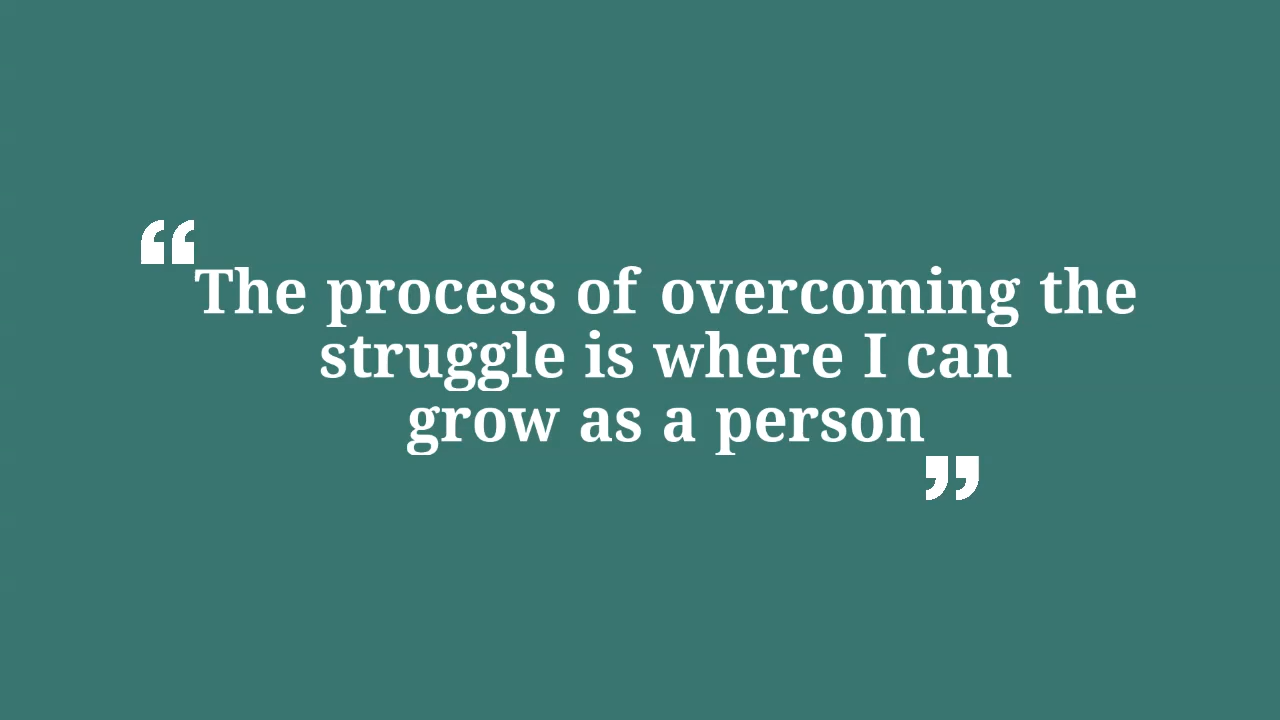 “The process of overcoming the
struggle is where I can
grow as a person”